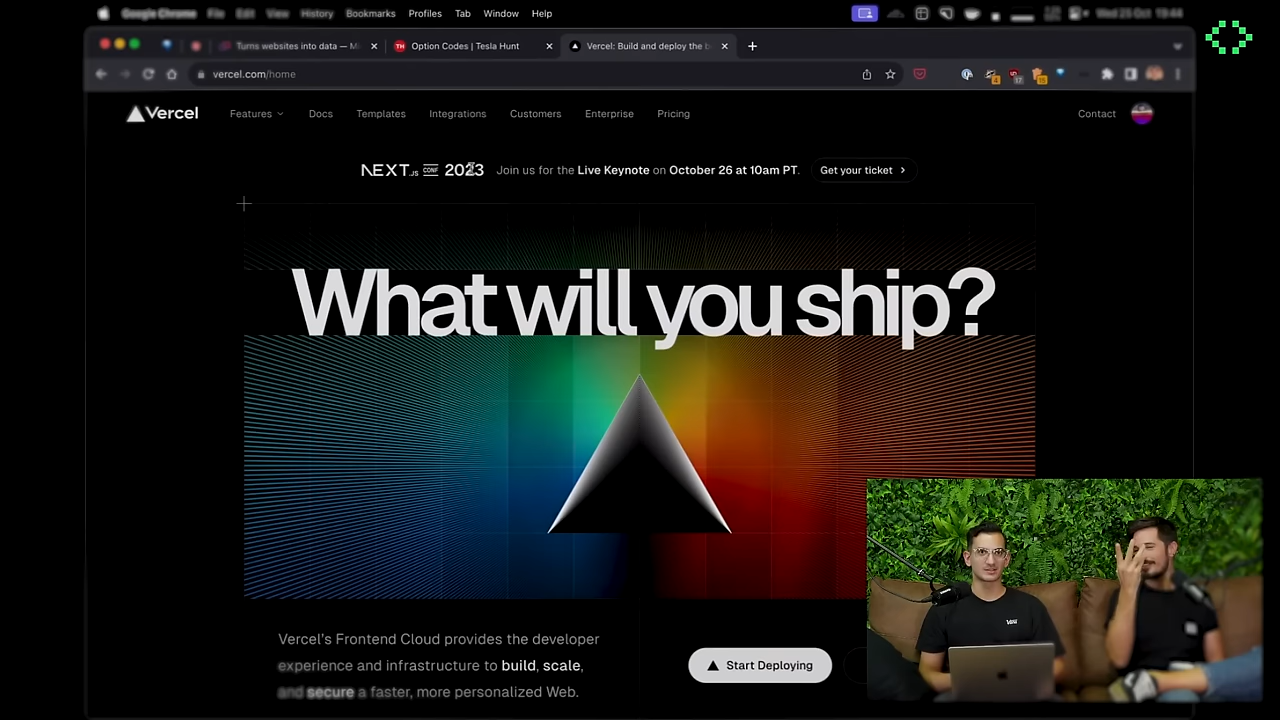 Google Chrome File Edit View History Bookmarks Profiles Tab Window Help Wed 25 Oct 19:44
Turns websites into data — M
TH Option Codes | Tesla Hunt
Vercel: Build and deploy the b
vercel.com/home
Vercel
Features
Docs
Templates
Integrations
Customers
Enterprise
Pricing
Contact
NEXT.JS CONF 2023 Join us for the Live Keynote on October 26 at 10am PT. Get your ticket
What will you ship?
Vercel's Frontend Cloud provides the developer
experience and infrastructure to build, scale,
and secure a faster, more personalized Web.
Start Deploying